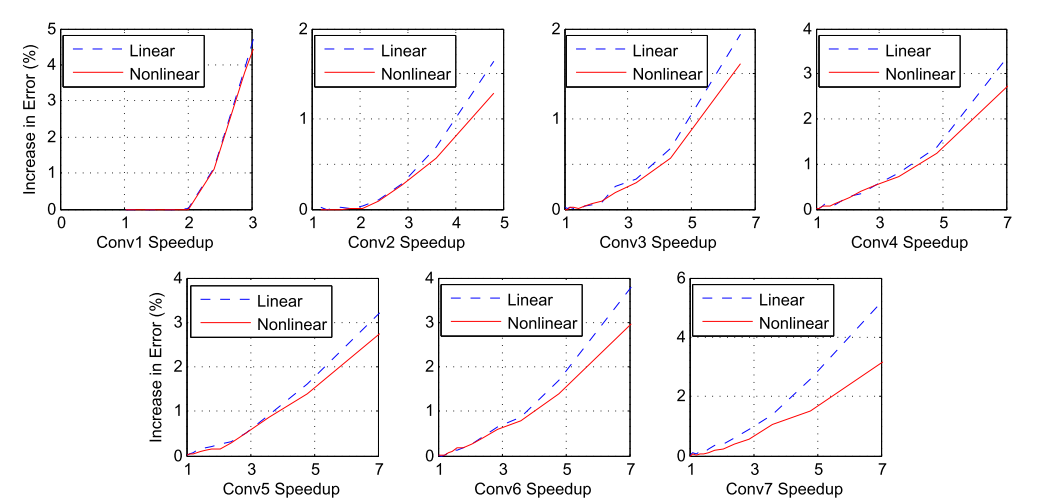 Increase in Error (%)
5
4
3
2
1
0
0 1 2 3
Linear
Nonlinear
Conv1 Speedup
2
1
0
1 2 3 4 5
Linear
Nonlinear
Conv2 Speedup
2
1
0
1 3 5 7
Linear
Nonlinear
Conv3 Speedup
4
3
2
1
0
1 3 5 7
Linear
Nonlinear
Conv4 Speedup
Increase in Error (%)
4
3
2
1
0
1 3 5 7
Linear
Nonlinear
Conv5 Speedup
4
3
2
1
0
1 3 5 7
Linear
Nonlinear
Conv6 Speedup
6
4
2
0
1 3 5 7
Linear
Nonlinear
Conv7 Speedup